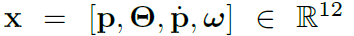 𝐱 = [𝐩, 𝚯, 𝐩̇, 𝝎] ∈ ℝ¹²